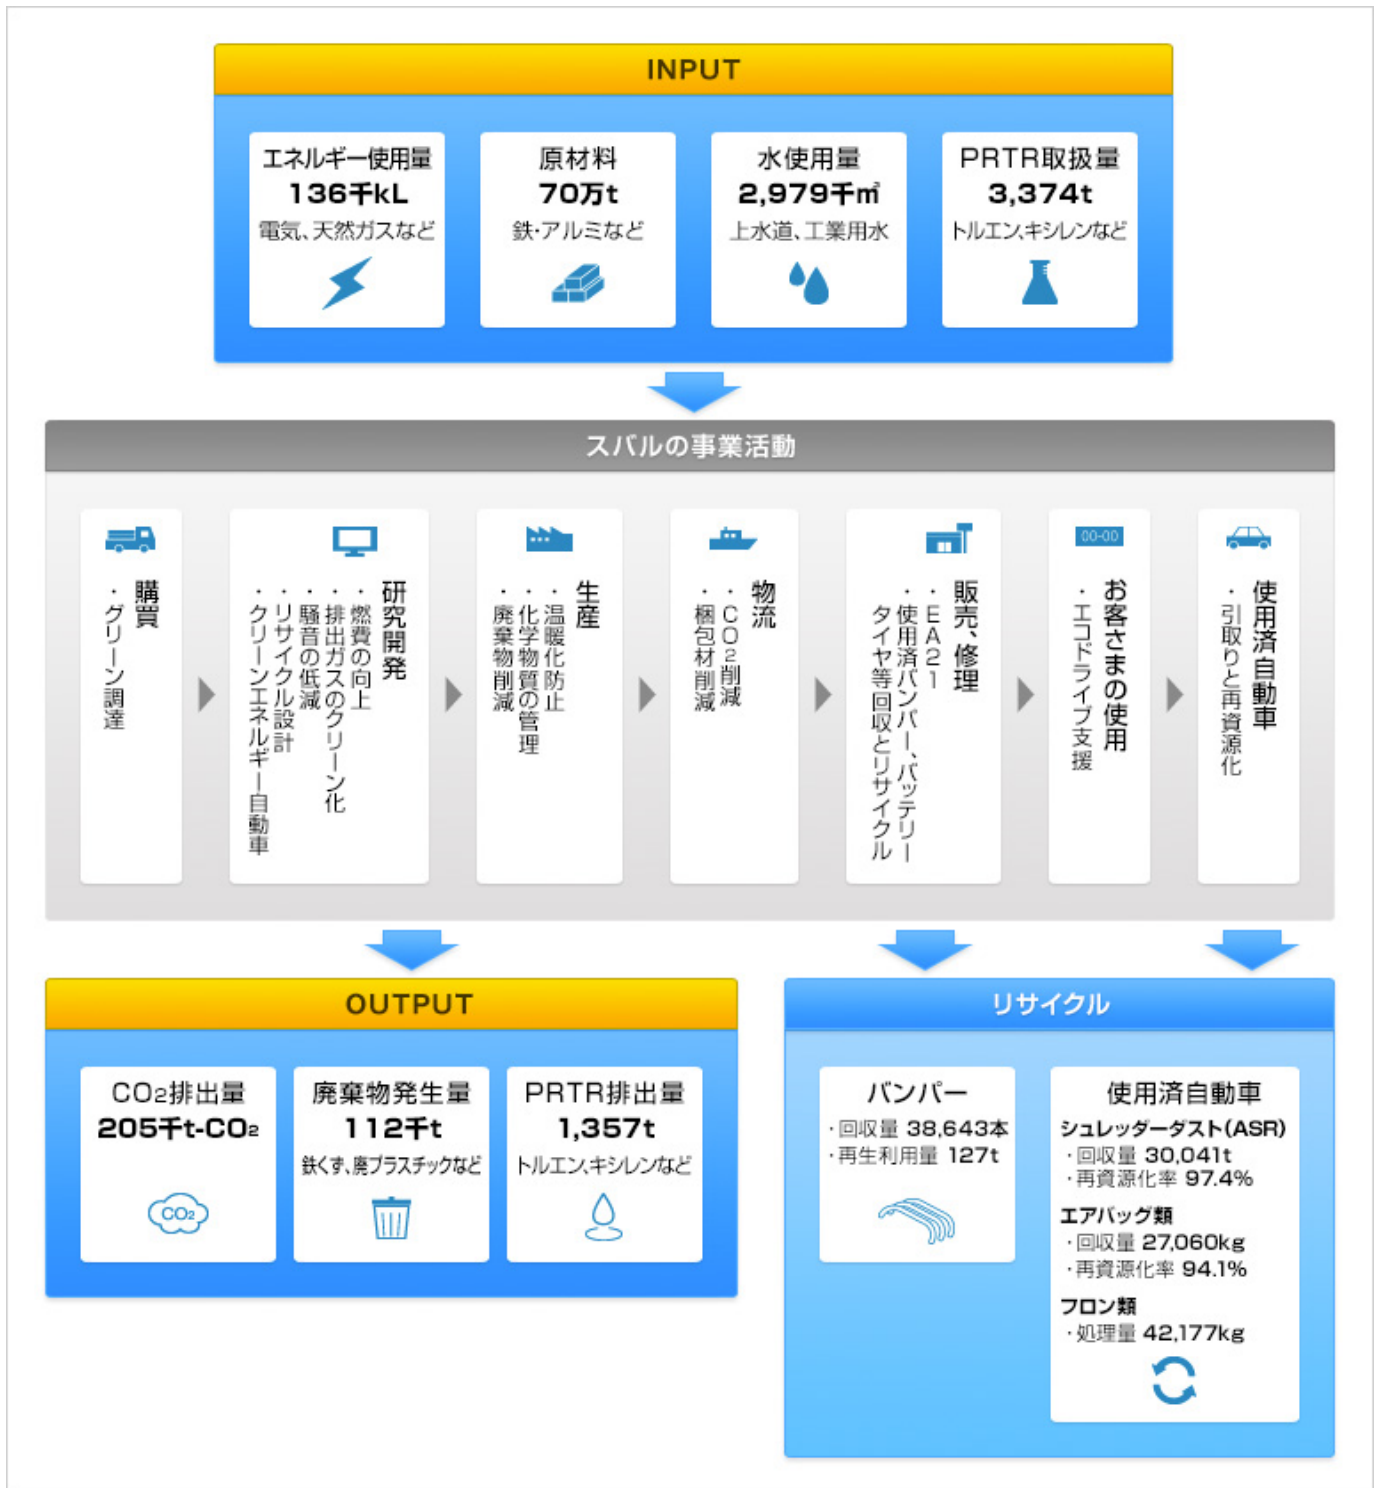 INPUT
エネルギー使用量
136千kL
電気、天然ガスなど
原材料
70万t
鉄・アルミなど
水使用量
2,979千㎥
上水道、工業用水
PRTR取扱量
3,374t
トルエン、キシレンなど
スバルの事業活動
購買
・グリーン調達
研究開発
・燃費の向上
・排出ガスのクリーン化
・騒音の低減
・リサイクル設計
・クリーンエネルギー自動車
生産
・温暖化防止
・化学物質の管理
・廃棄物削減
物流
・CO2削減
・梱包材削減
販売、修理
・EA21
・使用済バンパー、バッテリー
タイヤ等回収とリサイクル
00-00
お客さまの使用
・エコドライブ支援
使用済自動車
・引取りと再資源化
OUTPUT
CO2排出量
205千t-CO2
CO2
廃棄物発生量
112千t
鉄くず、廃プラスチックなど
PRTR排出量
1,357t
トルエン、キシレンなど
リサイクル
バンパー
・回収量 38,643本
・再生利用量 127t
使用済自動車
シュレッダーダスト(ASR)
・回収量 30,041t
・再資源化率 97.4%
エアバッグ類
・回収量 27,060kg
・再資源化率 94.1%
フロン類
・処理量 42,177kg